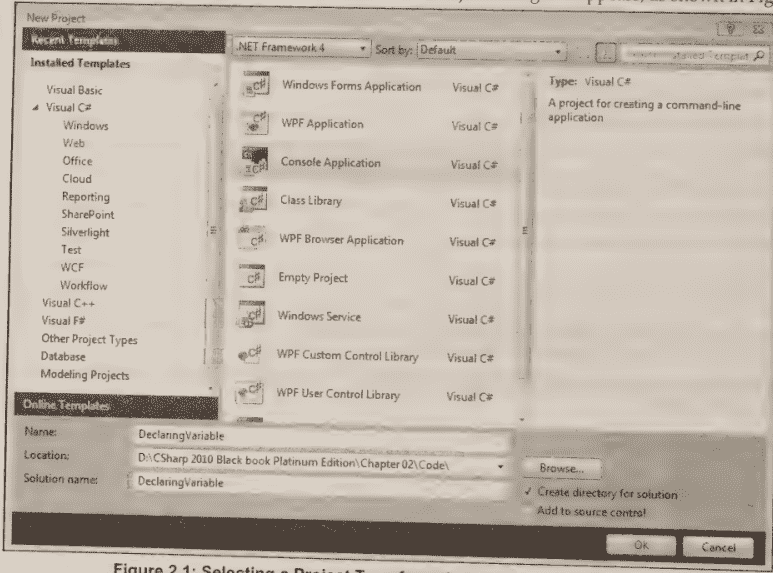 as shown in Fig
New Project
Recent Templates
.NET Framework 4 Sort by: Default
Installed Templates
Visual Basic
Visual C#
Windows
Web
Office
Cloud
Reporting
SharePoint
Silverlight
Test
WCF
Workflow
Visual C++
Visual F#
Other Project Types
Database
Modeling Projects
Online Templates
Windows Forms Application Visual C#
WPF Application Visual C#
Console Application Visual C#
Class Library Visual C#
WPF Browser Application Visual C#
Empty Project Visual C#
Windows Service Visual C#
WPF Custom Control Library Visual C#
WPF User Control Library Visual C#
Type: Visual C#
A project for creating a command-line
application
Name: DeclaringVariable
Location: D:\CSharp 2010 Black book Platinum Edition\Chapter 02\Code\ Browse...
Solution name: DeclaringVariable
Create directory for solution
Add to source control
OK Cancel
Figure 2.1: Selecting a Project